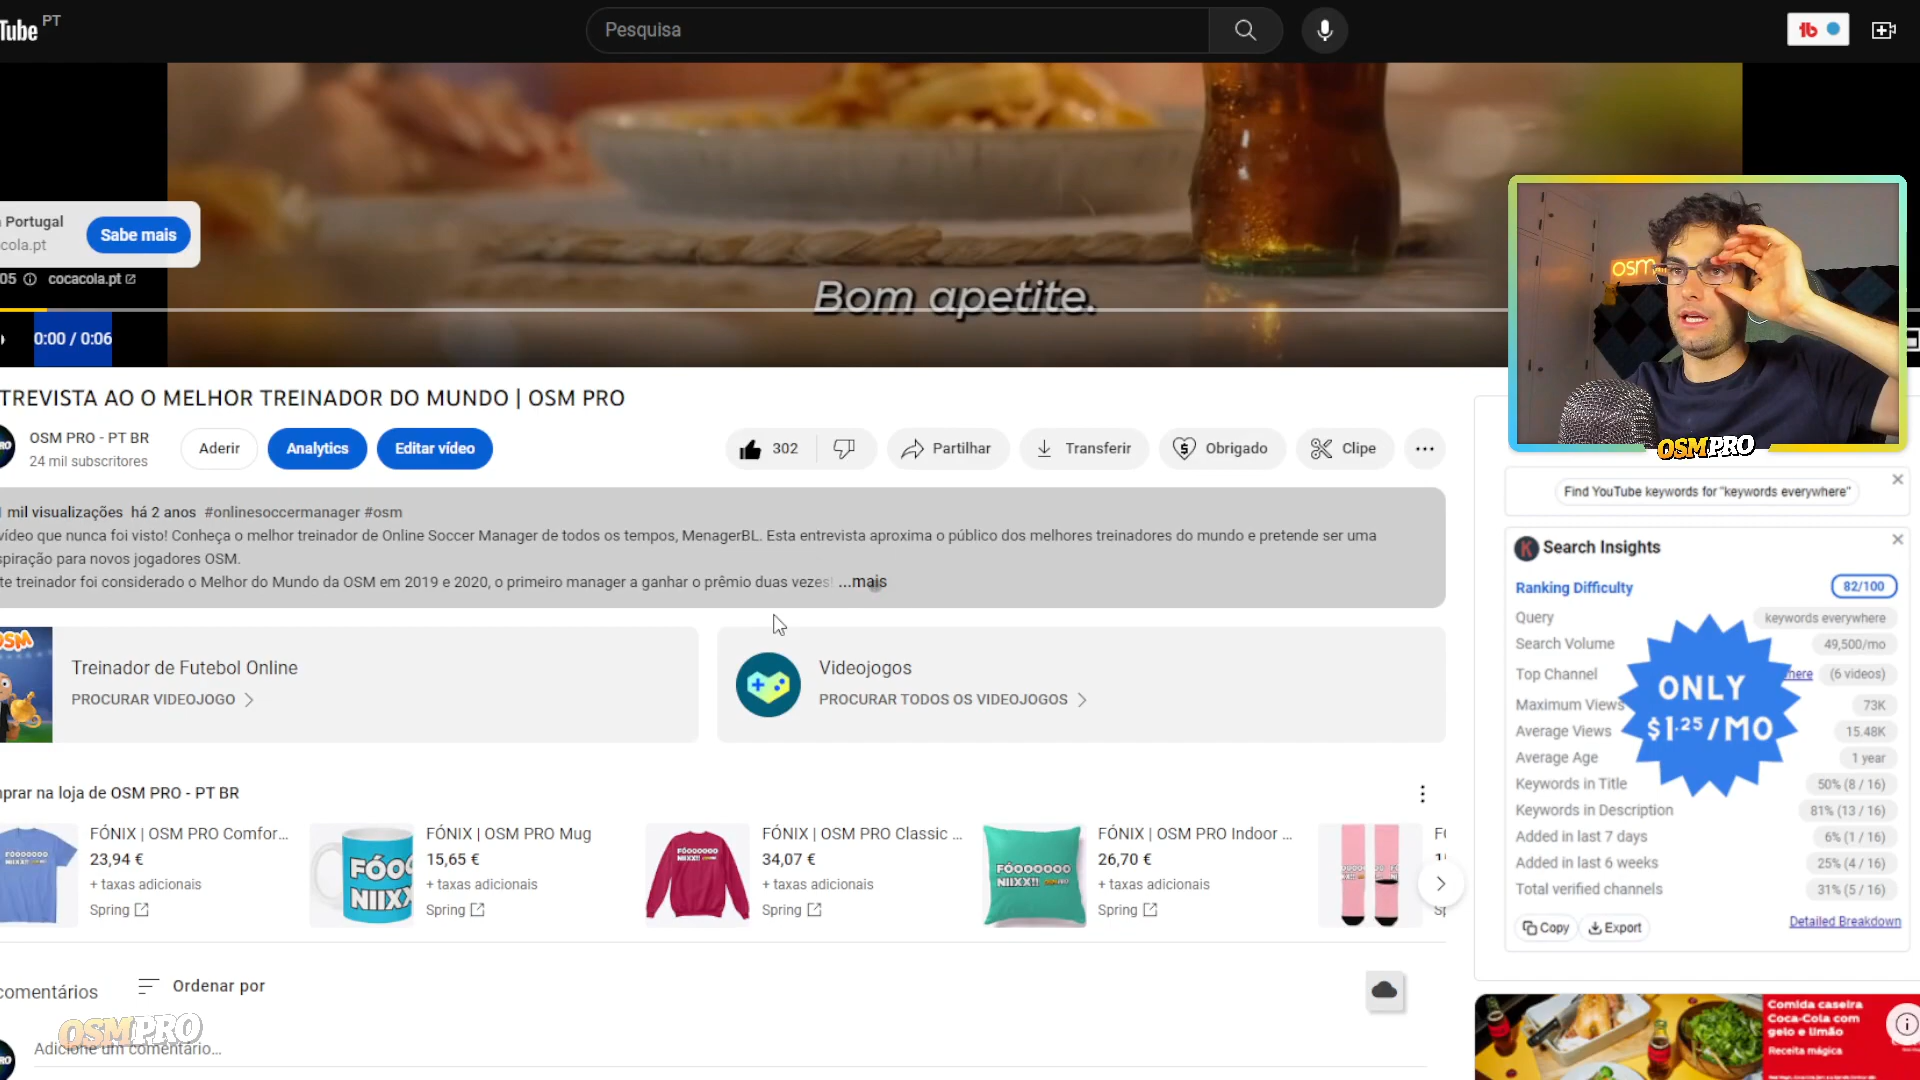 Tube PT
Pesquisa
Portugal
cola.pt
Sabe mais
05
cocacola.pt
Bom apetite.
0:00 / 0:06
osm
OSMPRO
TREVISTA AO O MELHOR TREINADOR DO MUNDO | OSM PRO
OSM PRO - PT BR
24 mil subscritores
Aderir
Analytics
Editar vídeo
302
Partilhar
Transferir
Obrigado
Clipe
mil visualizações há 2 anos #onlinesoccermanager #osm
vídeo que nunca foi visto! Conheça o melhor treinador de Online Soccer Manager de todos os tempos, MenagerBL. Esta entrevista aproxima o público dos melhores treinadores do mundo e pretende ser uma
spiração para novos jogadores OSM.
te treinador foi considerado o Melhor do Mundo da OSM em 2019 e 2020, o primeiro manager a ganhar o prêmio duas vezes! ...mais
OSM
Treinador de Futebol Online
PROCURAR VIDEOJOGO
Videojogos
PROCURAR TODOS OS VIDEOJOGOS
prar na loja de OSM PRO - PT BR
FÓNIX | OSM PRO Comfor...
23,94 €
+ taxas adicionais
Spring
FÓNIX | OSM PRO Mug
15,65 €
+ taxas adicionais
Spring
FÓNIX | OSM PRO Classic ...
34,07 €
+ taxas adicionais
Spring
FÓNIX | OSM PRO Indoor ...
26,70 €
+ taxas adicionais
Spring
FÓOO
NIIXX
FÓOOOOOO
NIIXX!!
comentários
Ordenar por
OSMPRO
Adicione um comentário...
Find YouTube keywords for "keywords everywhere"
Search Insights
Ranking Difficulty 82/100
Query keywords everywhere
Search Volume 49,500/mo
Top Channel here (6 videos)
Maximum Views 73K
Average Views 15.48K
Average Age 1 year
Keywords in Title 50% (8 / 16)
Keywords in Description 81% (13 / 16)
Added in last 7 days 6% (1 / 16)
Added in last 6 weeks 25% (4 / 16)
Total verified channels 31% (5 / 16)
ONLY
$1.25/MO
Copy
Export
Detailed Breakdown
Comida caseira
Coca-Cola com
gelo e limão
Receita mágica